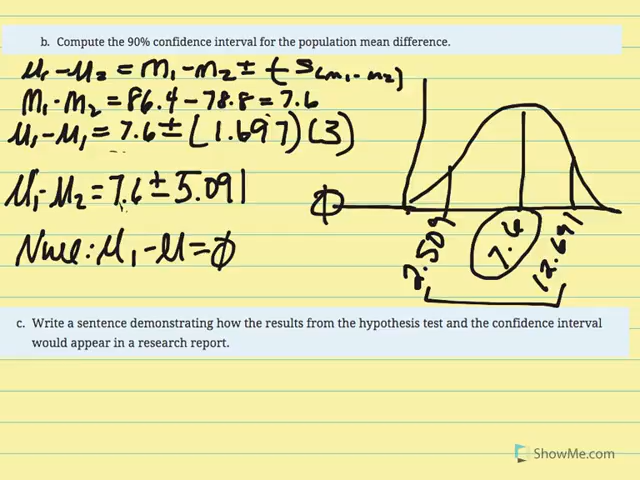 b. Compute the 90% confidence interval for the population mean difference.
μ₁-μ₂ = m₁-m₂ ± t S(m₁-m₂)
m₁-m₂ = 86.4 - 78.8 = 7.6
μ₁-μ₁ = 7.6 ± (1.697)(3)
μ₁-μ₂ = 7.6 ± 5.091
: μ₁-μ = ϕ
ϕ
2.509
7.6
12.691
c. Write a sentence demonstrating how the results from the hypothesis test and the confidence interval
would appear in a research report.
ShowMe.com